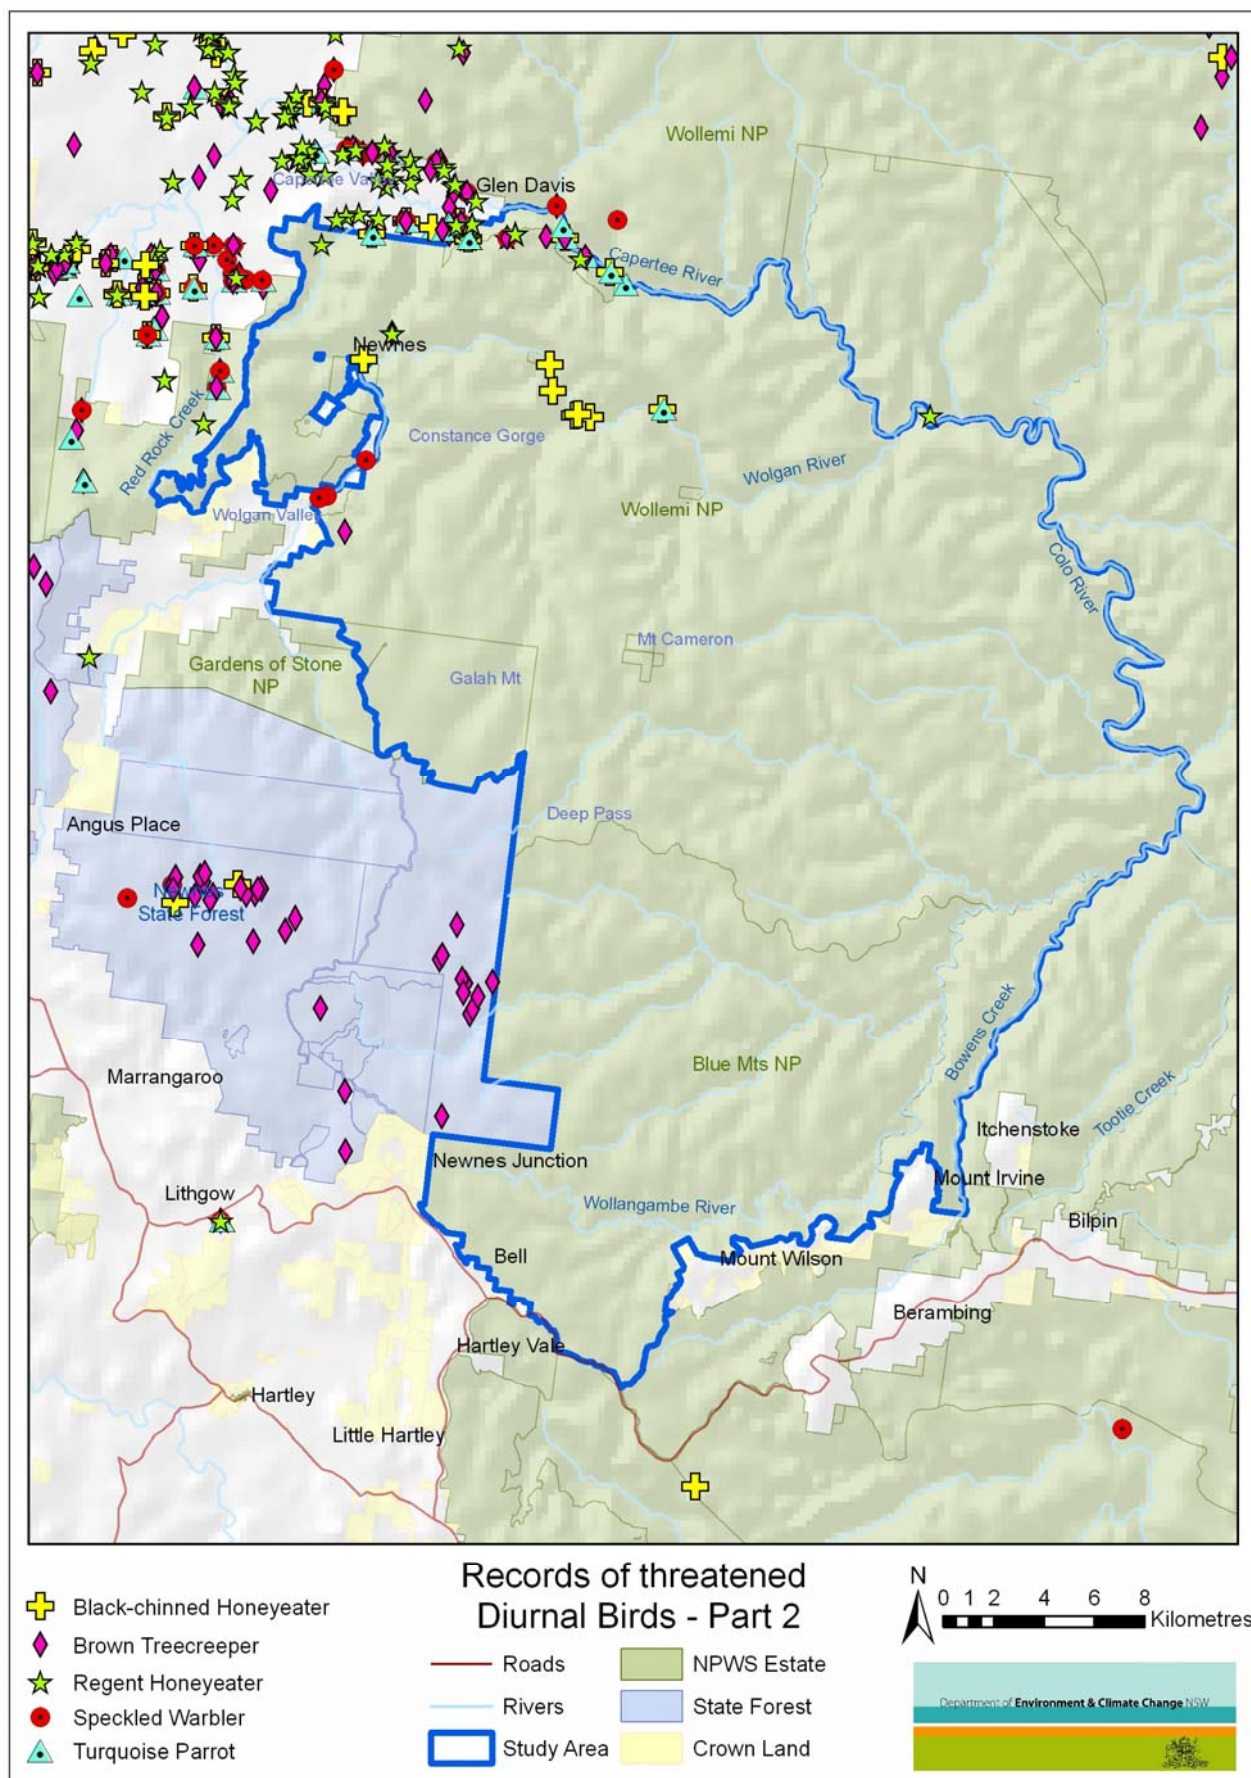 Wollemi NP
Capertee Valley
Glen Davis
Capertee River
Newnes
Red Rock Creek
Constance Gorge
Wolgan River
Wolgan Valley
Wollemi NP
Colo River
Mt Cameron
Gardens of Stone
NP
Galah Mt
Deep Pass
Angus Place
Newnes
State Forest
Bowens Creek
Blue Mts NP
Marrangaroo
Tootie Creek
Itchenstoke
Newnes Junction
Mount Irvine
Lithgow
Wollangambe River
Bilpin
Bell
Mount Wilson
Berambing
Hartley Vale
Hartley
Little Hartley
Records of threatened
Diurnal Birds - Part 2
Black-chinned Honeyeater
Brown Treecreeper
Regent Honeyeater
Speckled Warbler
Turquoise Parrot
Roads
Rivers
Study Area
NPWS Estate
State Forest
Crown Land
N
0 1 2 4 6 8
Kilometres
Department of Environment & Climate Change NSW